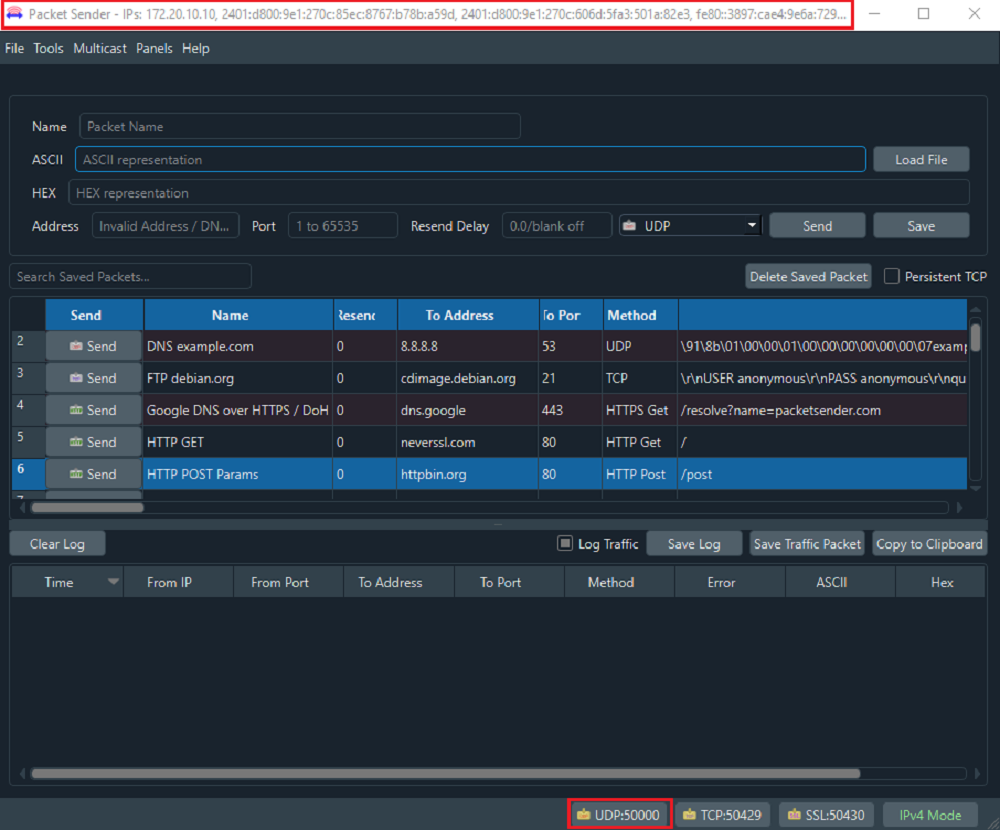 Packet Sender - IPs: 172.20.10.10, 2401:d800:9e1:270c:85ec:8767:b78b:a59d, 2401:d800:9e1:270c:606d:5fa3:501a:82e3, fe80::3897:cae4:9e6a:729...
File Tools Multicast Panels Help
Name Packet Name
ASCII ASCII representation Load File
HEX HEX representation
Address Invalid Address / DN... Port 1 to 65535 Resend Delay 0.0/blank off UDP Send Save
Search Saved Packets... Delete Saved Packet Persistent TCP
Send Name Resend To Address To Por Method
2 Send DNS example.com 0 8.8.8.8 53 UDP \91\8b\01\00\00\01\00\00\00\00\00\00\07examp
3 Send FTP debian.org 0 cdimage.debian.org 21 TCP \r\nUSER anonymous\r\nPASS anonymous\r\nqu
4 Send Google DNS over HTTPS / DoH 0 dns.google 443 HTTPS Get /resolve?name=packetsender.com
5 Send HTTP GET 0 neverssl.com 80 HTTP Get /
6 Send HTTP POST Params 0 httpbin.org 80 HTTP Post /post
Clear Log Log Traffic Save Log Save Traffic Packet Copy to Clipboard
Time From IP From Port To Address To Port Method Error ASCII Hex
UDP:50000 TCP:50429 SSL:50430 IPv4 Mode